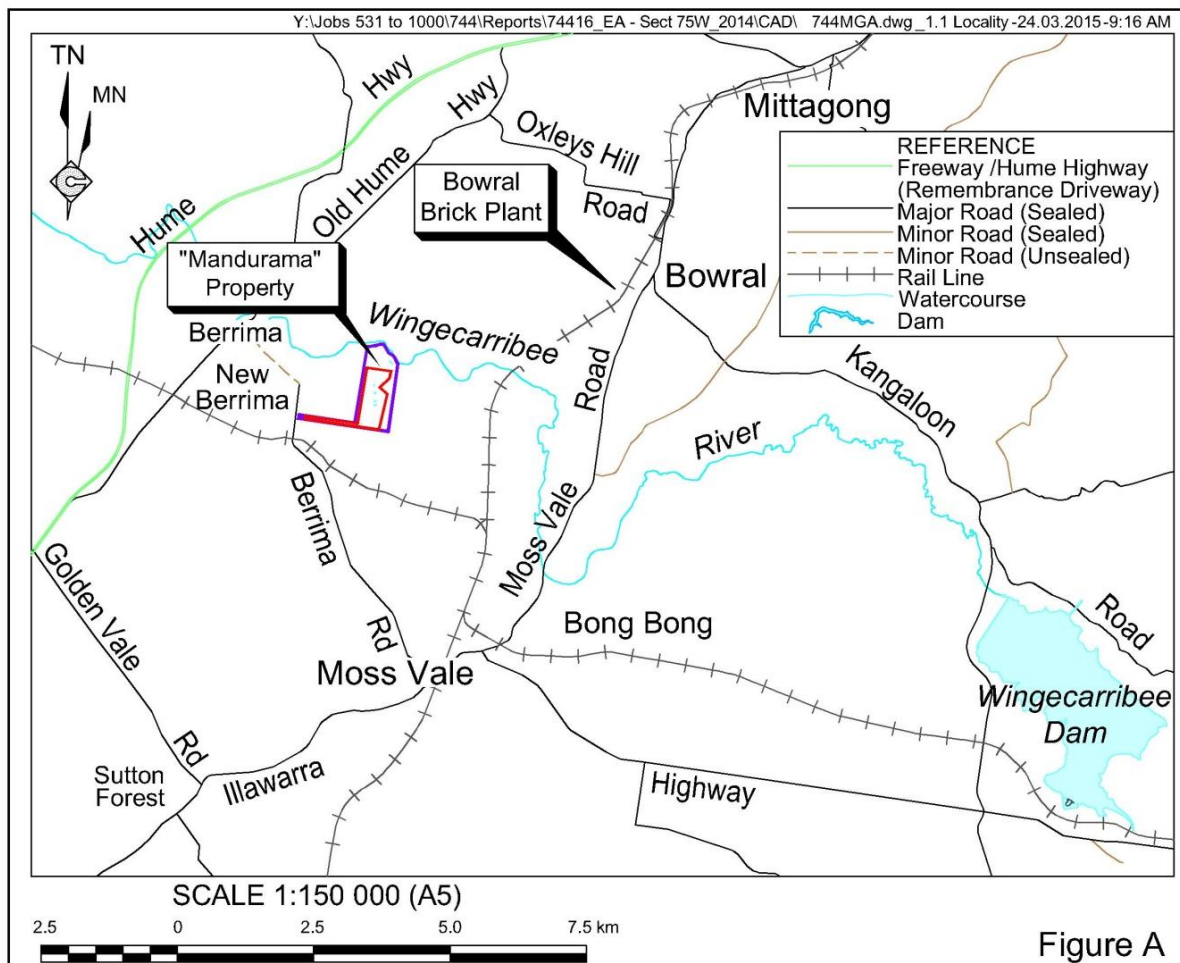 Y:\Jobs 531 to 1000\744\Reports\74416_EA - Sect 75W_2014\CAD\ 744MGA.dwg _1.1 Locality -24.03.2015 -9:16 AM
TN
MN
Hwy
Hwy
Mittagong
Oxleys Hill
Road
Old Hume
Hume
Bowral
Brick Plant
"Mandurama"
Property
REFERENCE
Freeway /Hume Highway
(Remembrance Driveway)
Major Road (Sealed)
Minor Road (Sealed)
Minor Road (Unsealed)
Rail Line
Watercourse
Dam
Bowral
Berrima
Wingecarribee
New
Berrima
Road
Kangaloon
River
Berrima
Rd
Moss Vale
Golden Vale
Rd
Bong Bong
Road
Moss Vale
Wingecarribee
Dam
Sutton
Forest
Illawarra
Highway
SCALE 1:150 000 (A5)
2.5 0 2.5 5.0 7.5 km
Figure A